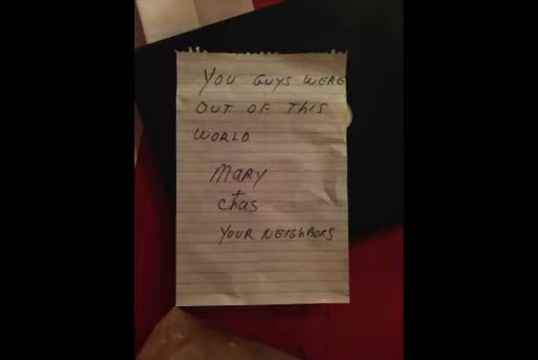 YOU GUYS WERE
OUT OF THIS
WORLD
MARY
+
Chas
YOUR NEIGHBORS